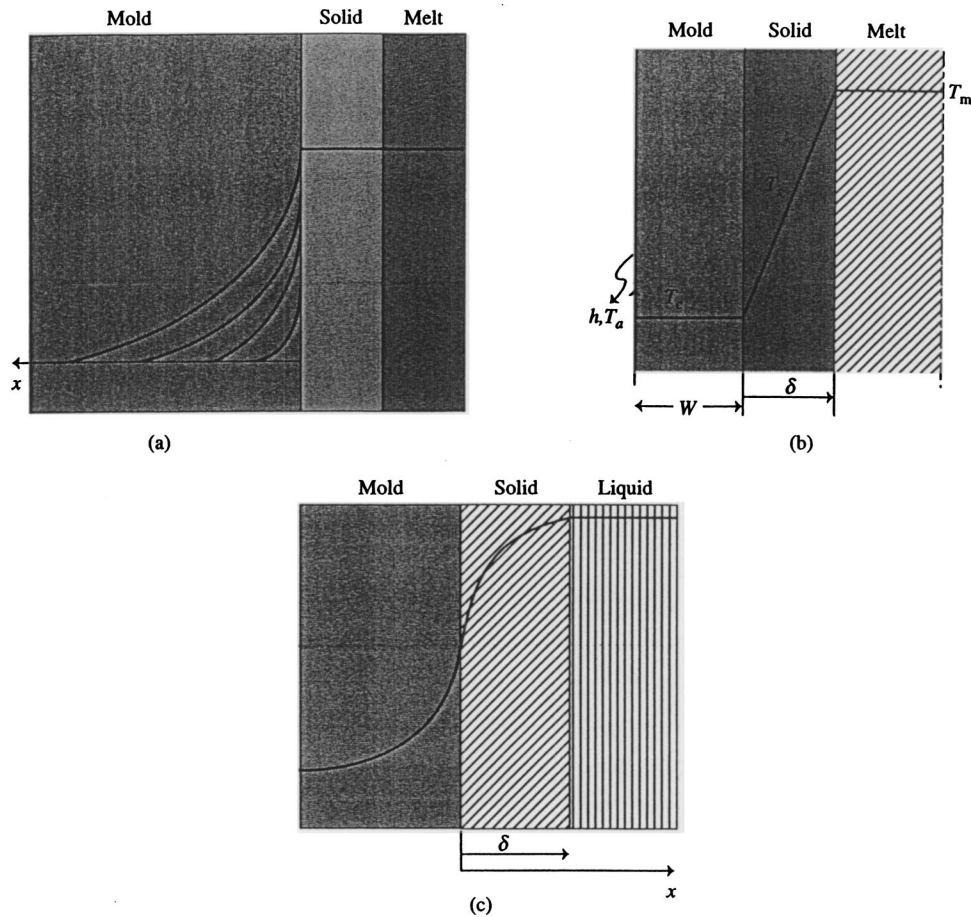 Mold Solid Melt
x
(a)
Mold Solid Melt
T_m
h, T_a
W
δ
(b)
Mold Solid Liquid
δ
x
(c)